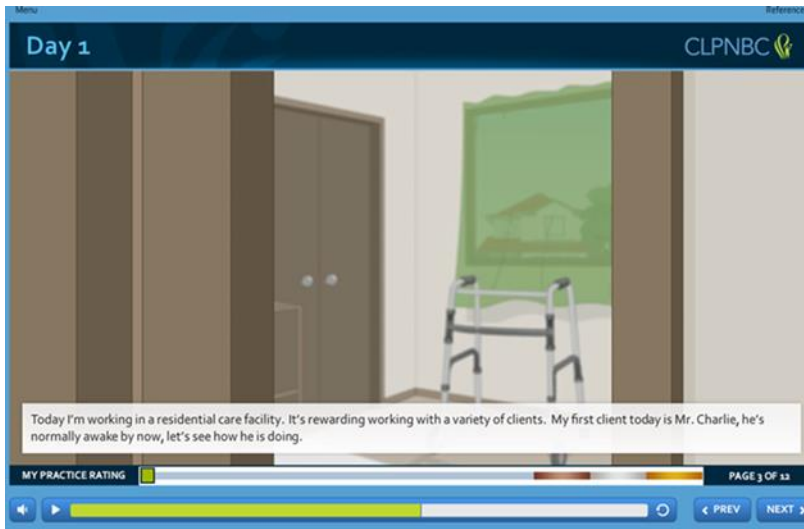 Menu
Reference
Day 1
CLPNBC
Today I'm working in a residential care facility. It's rewarding working with a variety of clients. My first client today is Mr. Charlie, he's
normally awake by now, let's see how he is doing.
MY PRACTICE RATING
PAGE 3 OF 12
PREV
NEXT